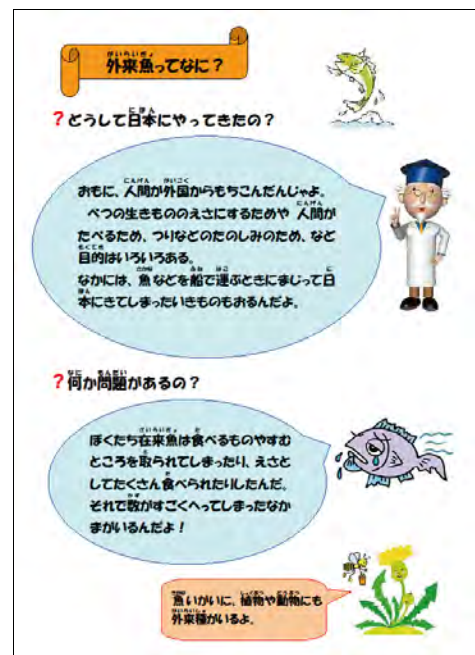 外来魚ってなに？
？どうして日本にやってきたの？
おもに、人間が外国からもちこんだんじゃよ。
べつの生きもののえさにするためや 人間が
たべるため、つりなどのたのしみのため、など
目的はいろいろある。
なかには、魚などを船で運ぶときにまじって日
本にきてしまったいきものもおるんだよ。
？何か問題があるの？
ぼくたち在来魚は食べるものやすむ
ところを取られてしまったり、えさと
してたくさん食べられたりしたんだ。
それで数がすごくへってしまったなか
まがいるんだよ！
魚いがいに、植物や動物にも
外来種がいるよ。